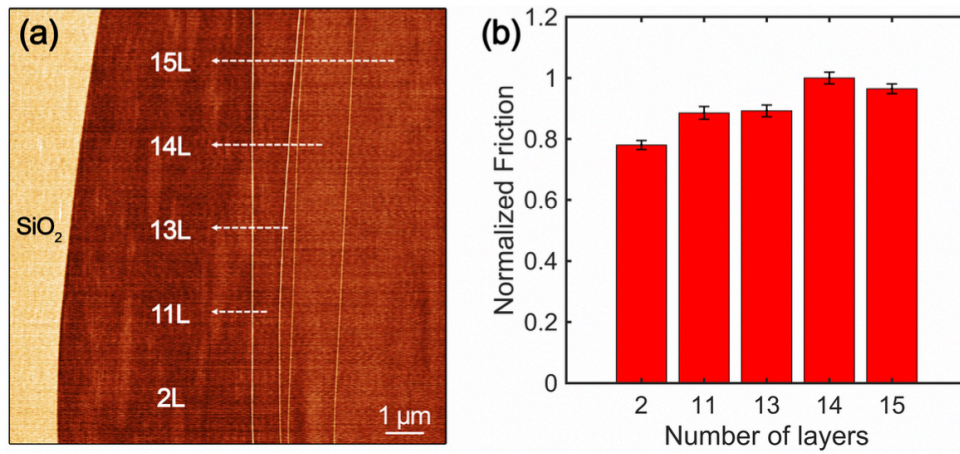 (a)
15L
14L
13L
11L
2L
SiO₂
1 μm
(b)
Normalized Friction
1.2
1
0.8
0.6
0.4
0.2
0
2 11 13 14 15
Number of layers